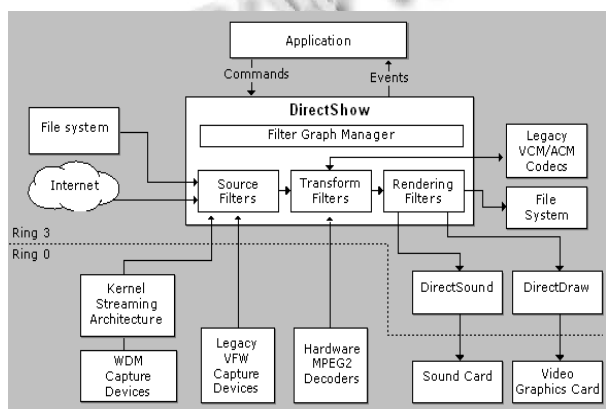 Application
Commands
Events
DirectShow
Filter Graph Manager
File system
Internet
Source
Filters
Transform
Filters
Rendering
Filters
Legacy
VCM/ACM
Codecs
File
System
Ring 3
Ring 0
Kernel
Streaming
Architecture
WDM
Capture
Devices
Legacy
VFW
Capture
Devices
Hardware
MPEG2
Decoders
DirectSound
DirectDraw
Sound Card
Video
Graphics Card